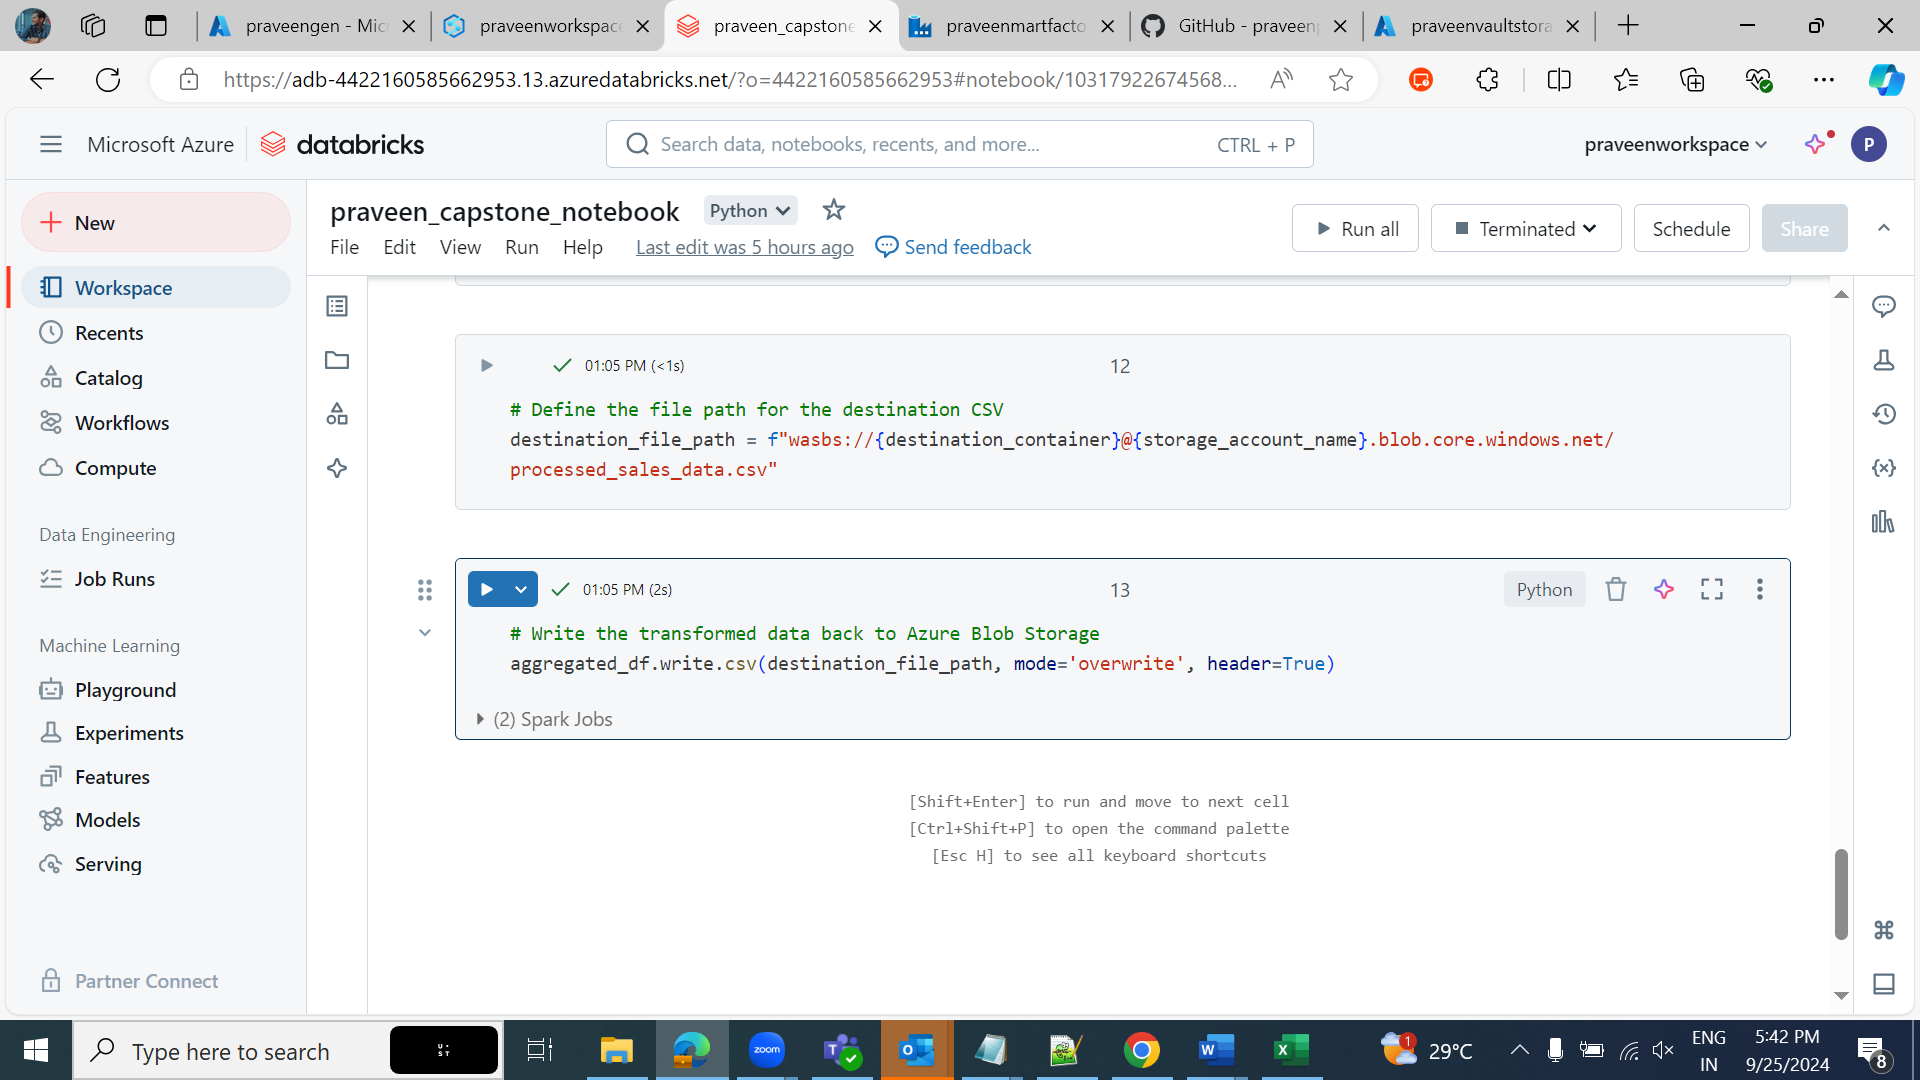 praveengen - Mic
praveenworkspace
praveen_capstone
praveenmartfacto
GitHub - praveenp
praveenvaultstora
https://adb-4422160585662953.13.azuredatabricks.net/?o=4422160585662953#notebook/10317922674568...
Microsoft Azure
databricks
Search data, notebooks, recents, and more...
CTRL + P
praveenworkspace
P
New
praveen_capstone_notebook
Python
File
Edit
View
Run
Help
Last edit was 5 hours ago
Send feedback
Run all
Terminated
Schedule
Share
Workspace
Recents
Catalog
Workflows
Compute
Data Engineering
Job Runs
Machine Learning
Playground
Experiments
Features
Models
Serving
Partner Connect
01:05 PM (<1s)
12
# Define the file path for the destination CSV
destination_file_path = f"wasbs://{destination_container}@{storage_account_name}.blob.core.windows.net/
processed_sales_data.csv"
01:05 PM (2s)
13
Python
# Write the transformed data back to Azure Blob Storage
aggregated_df.write.csv(destination_file_path, mode='overwrite', header=True)
(2) Spark Jobs
[Shift+Enter] to run and move to next cell
[Ctrl+Shift+P] to open the command palette
[Esc H] to see all keyboard shortcuts
Type here to search
zoom
1
29°C
ENG
IN
5:42 PM
9/25/2024
8